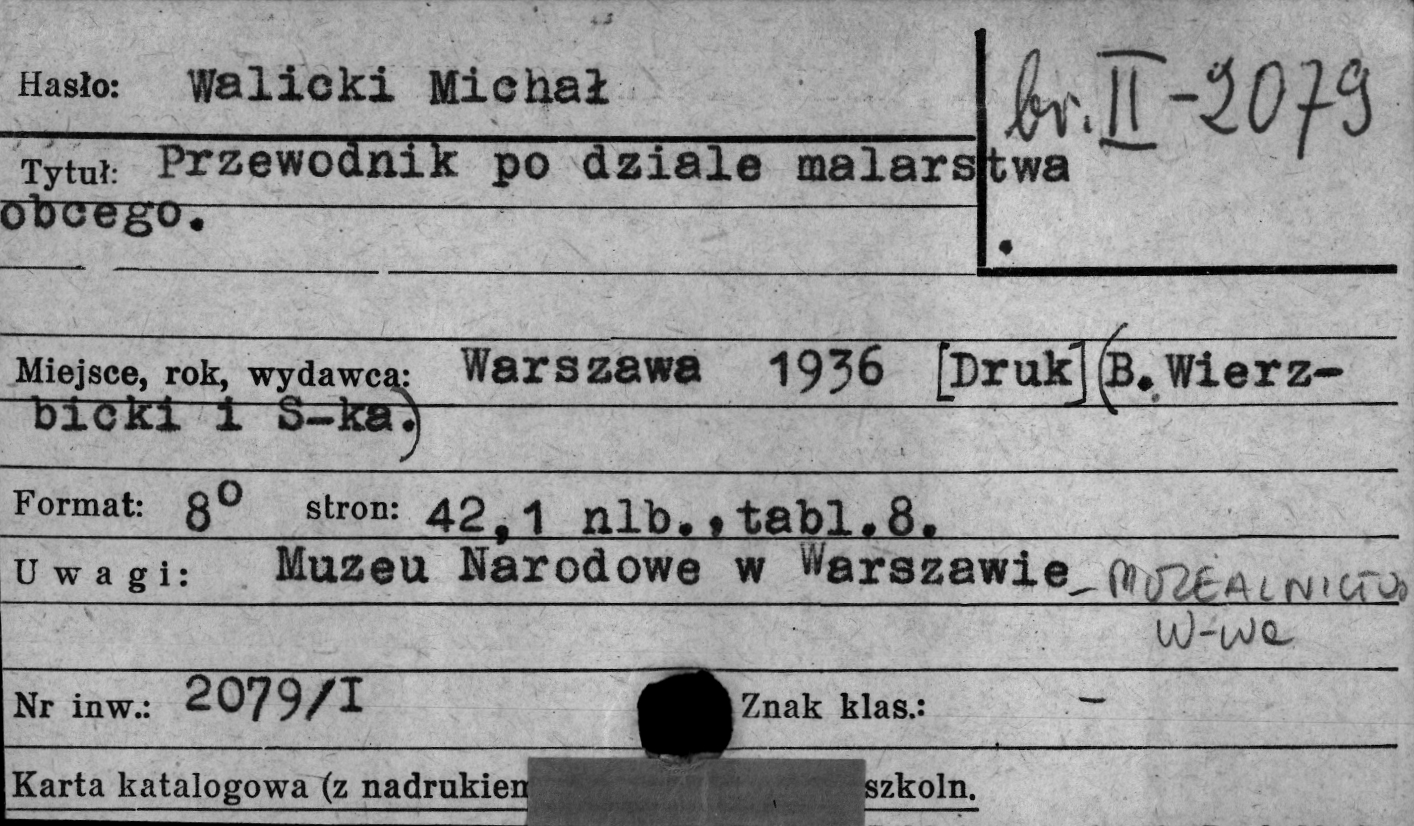 Hasło: Walicki Michał
br. II-2079
Tytuł: Przewodnik po dziale malarstwa
obcego.
.
Miejsce, rok, wydawca: Warszawa 1936 [Druk] (B. Wierz-
bicki i S-ka.)
Format: 8° stron: 42,1 nlb., tabl.8.
Uwagi: Muzeu Narodowe w Warszawie - MUZEALNICTWO
W-wa
Nr inw.: 2079/I Znak klas.: -
Karta katalogowa (z nadrukiem szkoln.